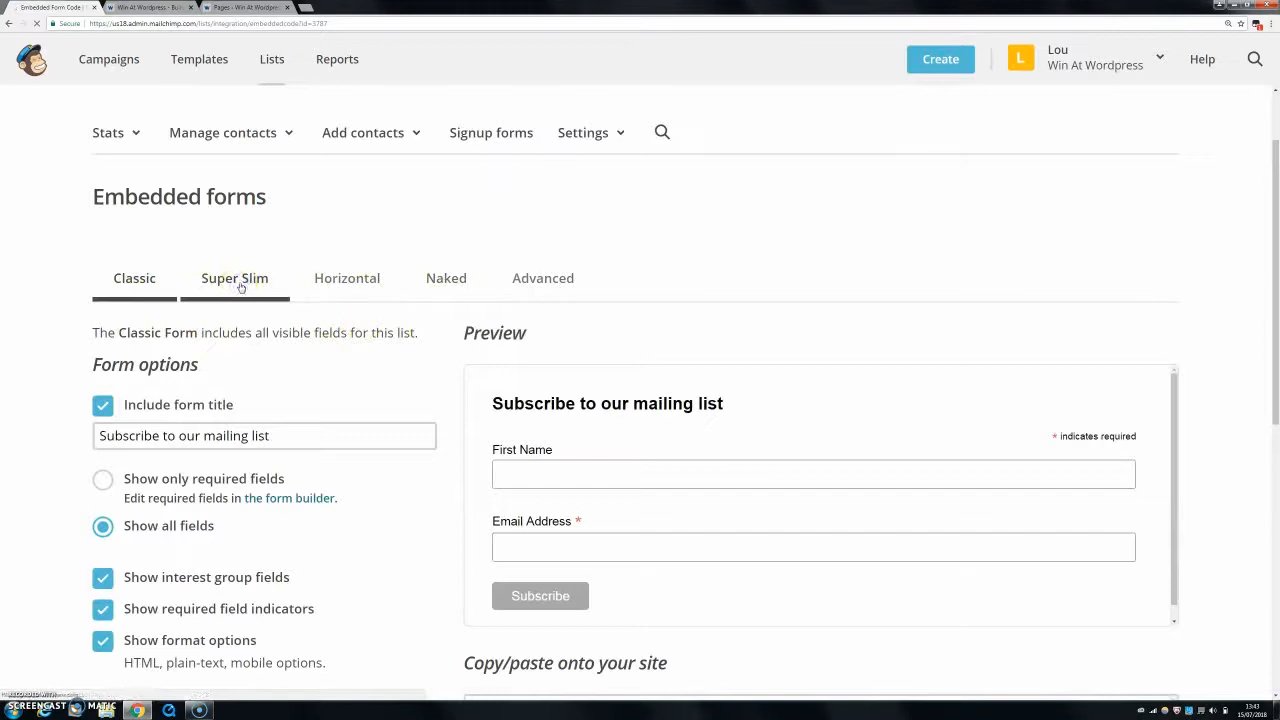 Embedded Form Code |
Win At Wordpress - Buil
Pages ‹ Win At Wordpres
Secure
https://us18.admin.mailchimp.com/lists/integration/embeddedcode?id=3787
Campaigns
Templates
Lists
Reports
Create
L
Lou
Win At Wordpress
Help
Stats
Manage contacts
Add contacts
Signup forms
Settings
Embedded forms
Classic
Super Slim
Horizontal
Naked
Advanced
The Classic Form includes all visible fields for this list.
Form options
Include form title
Subscribe to our mailing list
Show only required fields
Edit required fields in the form builder.
Show all fields
Show interest group fields
Show required field indicators
Show format options
HTML, plain-text, mobile options.
Preview
Subscribe to our mailing list
* indicates required
First Name
Email Address *
Subscribe
Copy/paste onto your site
RECORDED WITH
SCREENCAST MATIC
13:43
15/07/2018